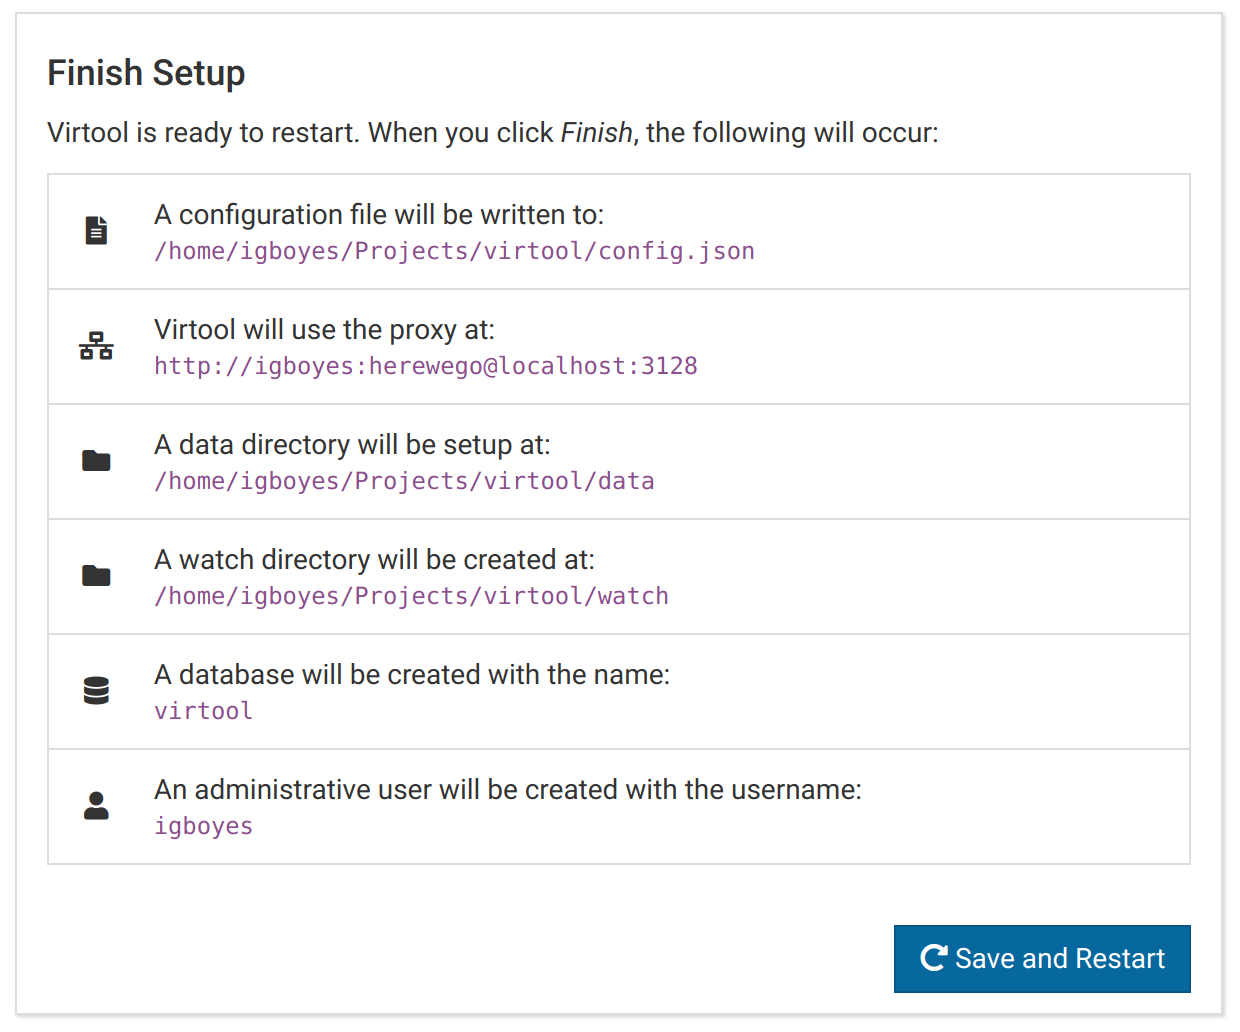 Finish Setup
Virtool is ready to restart. When you click Finish, the following will occur:
A configuration file will be written to:
/home/igboyes/Projects/virtool/config.json
Virtool will use the proxy at:
http://igboyes:herewego@localhost:3128
A data directory will be setup at:
/home/igboyes/Projects/virtool/data
A watch directory will be created at:
/home/igboyes/Projects/virtool/watch
A database will be created with the name:
virtool
An administrative user will be created with the username:
igboyes
Save and Restart